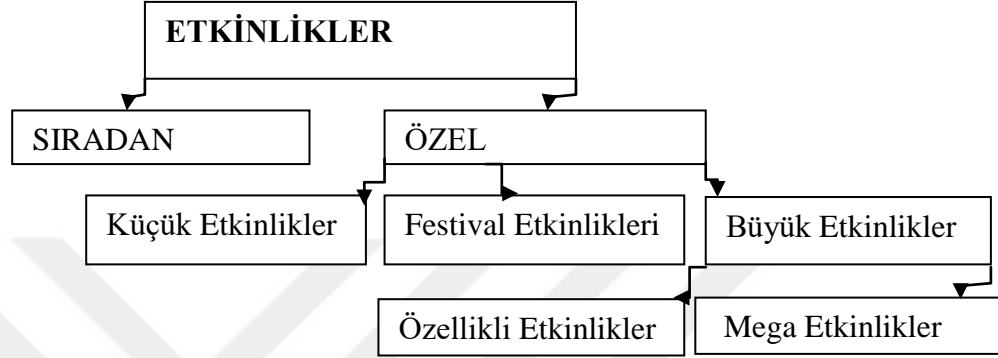 ETKİNLİKLER
SIRADAN
ÖZEL
Küçük Etkinlikler
Festival Etkinlikleri
Büyük Etkinlikler
Özellikli Etkinlikler
Mega Etkinlikler